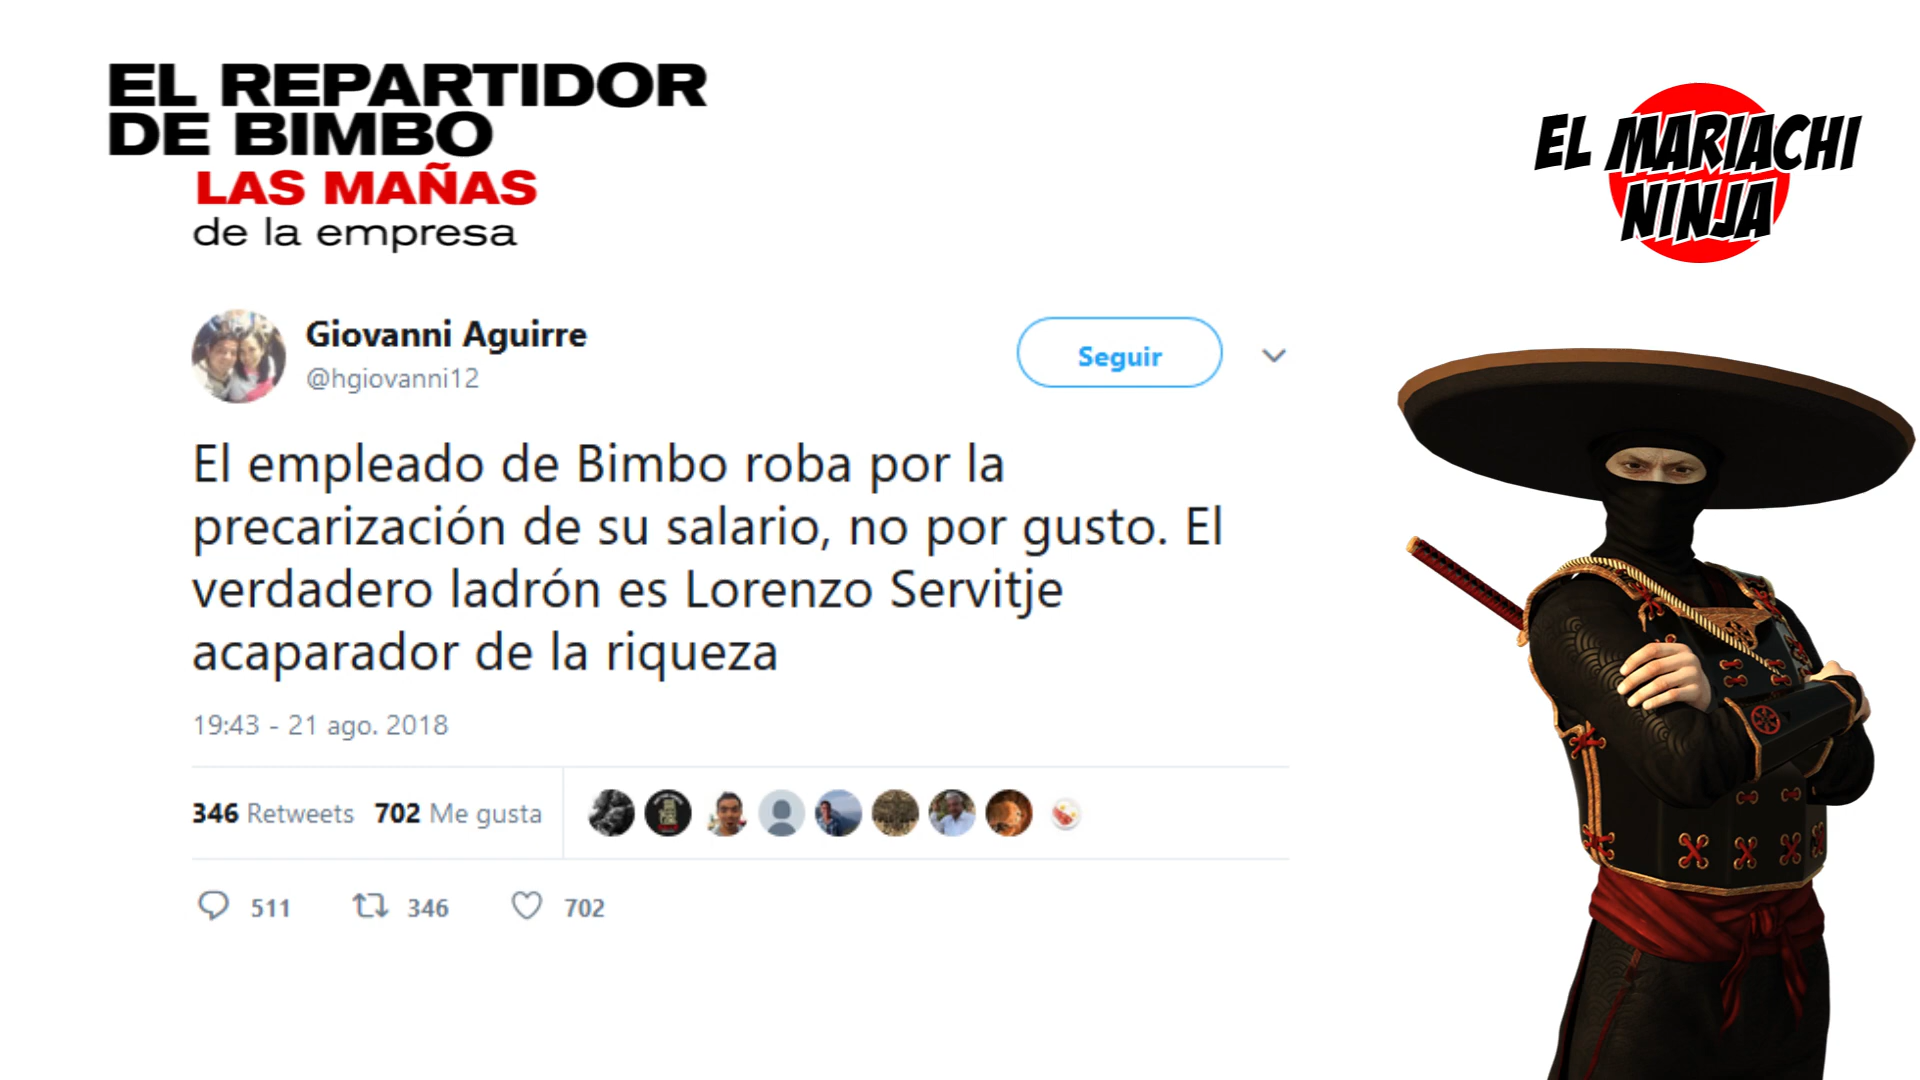 EL REPARTIDOR
DE BIMBO
LAS MAÑAS
de la empresa
EL MARIACHI
NINJA
Giovanni Aguirre
@hgiovanni12
Seguir
El empleado de Bimbo roba por la
precarización de su salario, no por gusto. El
verdadero ladrón es Lorenzo Servitje
acaparador de la riqueza
19:43 - 21 ago. 2018
346 Retweets 702 Me gusta
511 346 702